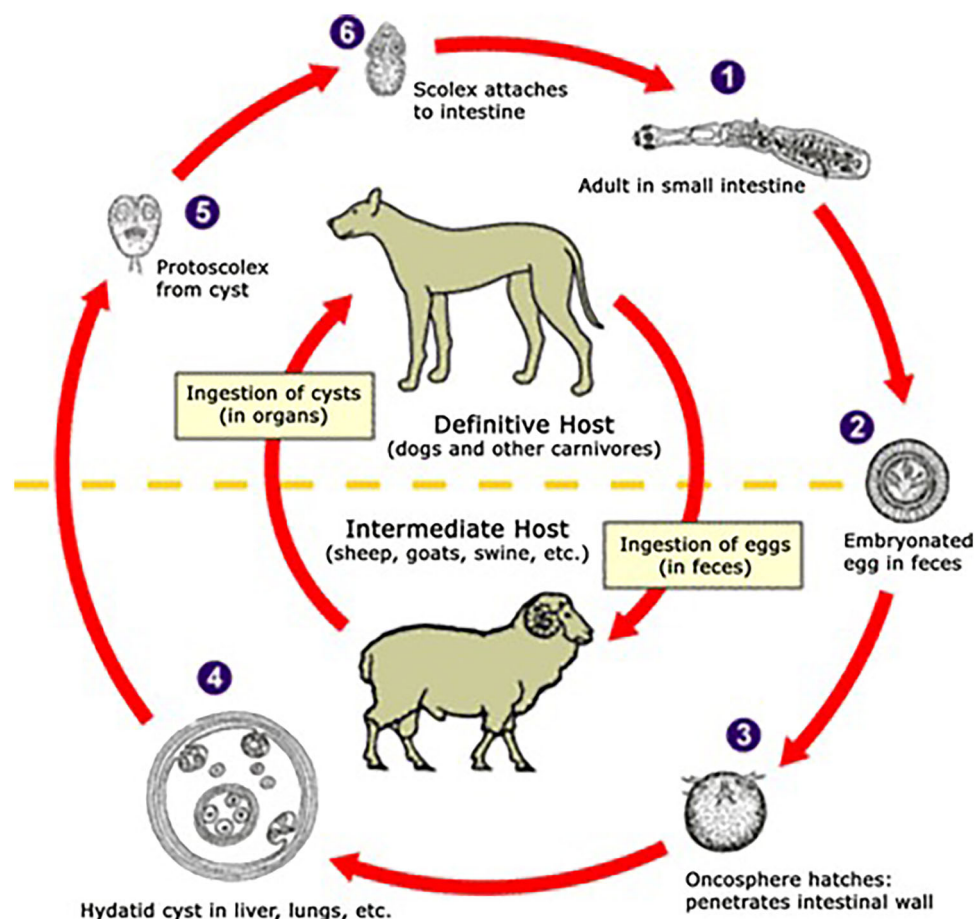 6
Scolex attaches
to intestine
1
Adult in small intestine
5
Protoscolex
from cyst
Ingestion of cysts
(in organs)
Definitive Host
(dogs and other carnivores)
2
Embryonated
egg in feces
Intermediate Host
(sheep, goats, swine, etc.)
Ingestion of eggs
(in feces)
4
Hydatid cyst in liver, lungs, etc.
3
Oncosphere hatches:
penetrates intestinal wall